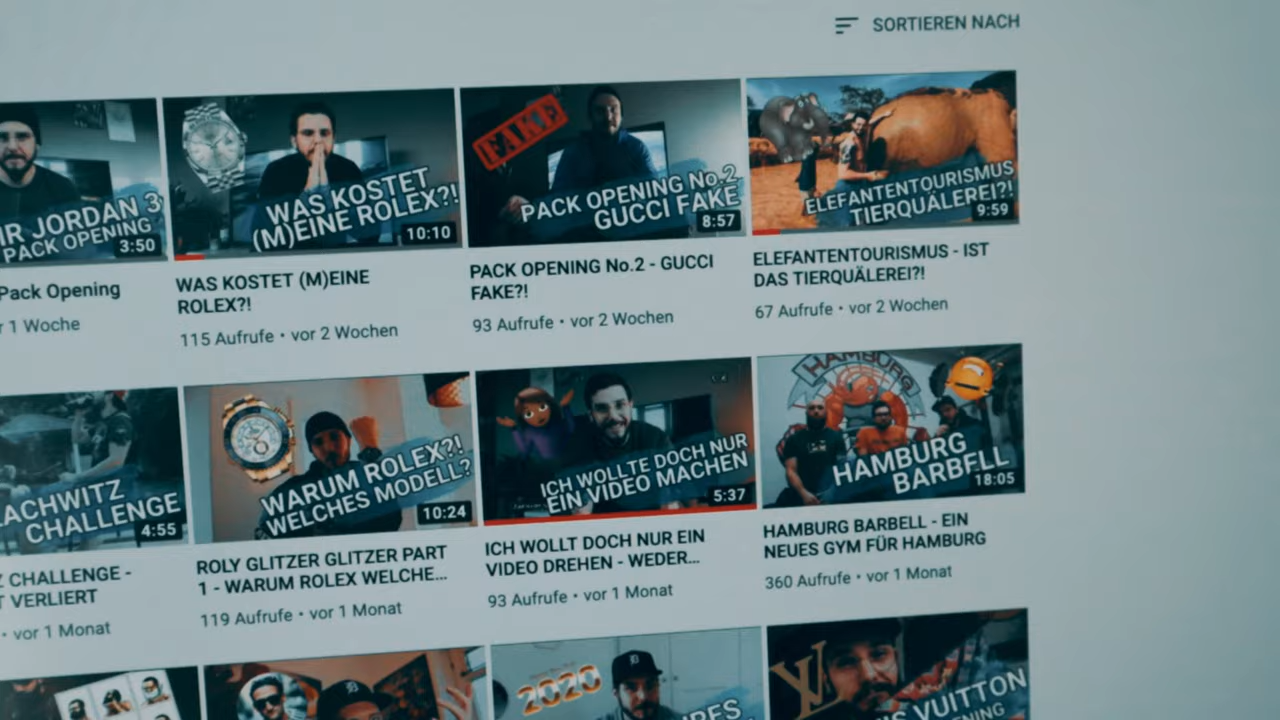 SORTIEREN NACH
IR JORDAN 3
PACK OPENING
3:50
WAS KOSTET
(M)EINE ROLEX?!
10:10
FAKE
PACK OPENING No.2
GUCCI FAKE
8:57
ELEFANTENTOURISMUS
TIERQUÄLEREI?!
9:59
Pack Opening
1 Woche
WAS KOSTET (M)EINE
ROLEX?!
115 Aufrufe • vor 2 Wochen
PACK OPENING No.2 - GUCCI
FAKE?!
93 Aufrufe • vor 2 Wochen
ELEFANTENTOURISMUS - IST
DAS TIERQUÄLEREI?!
67 Aufrufe • vor 2 Wochen
LACHWITZ
CHALLENGE
4:55
WARUM ROLEX?!
WELCHES MODELL?
10:24
ICH WOLLTE DOCH NUR
EIN VIDEO MACHEN
5:37
HAMBURG
HAMBURG
BARBELL
18:05
Z CHALLENGE -
T VERLIERT
• vor 1 Monat
ROLY GLITZER GLITZER PART
1 - WARUM ROLEX WELCHE...
119 Aufrufe • vor 1 Monat
ICH WOLLT DOCH NUR EIN
VIDEO DREHEN - WEDER...
93 Aufrufe • vor 1 Monat
HAMBURG BARBELL - EIN
NEUES GYM FÜR HAMBURG
360 Aufrufe • vor 1 Monat
2020
LV
VUITTON